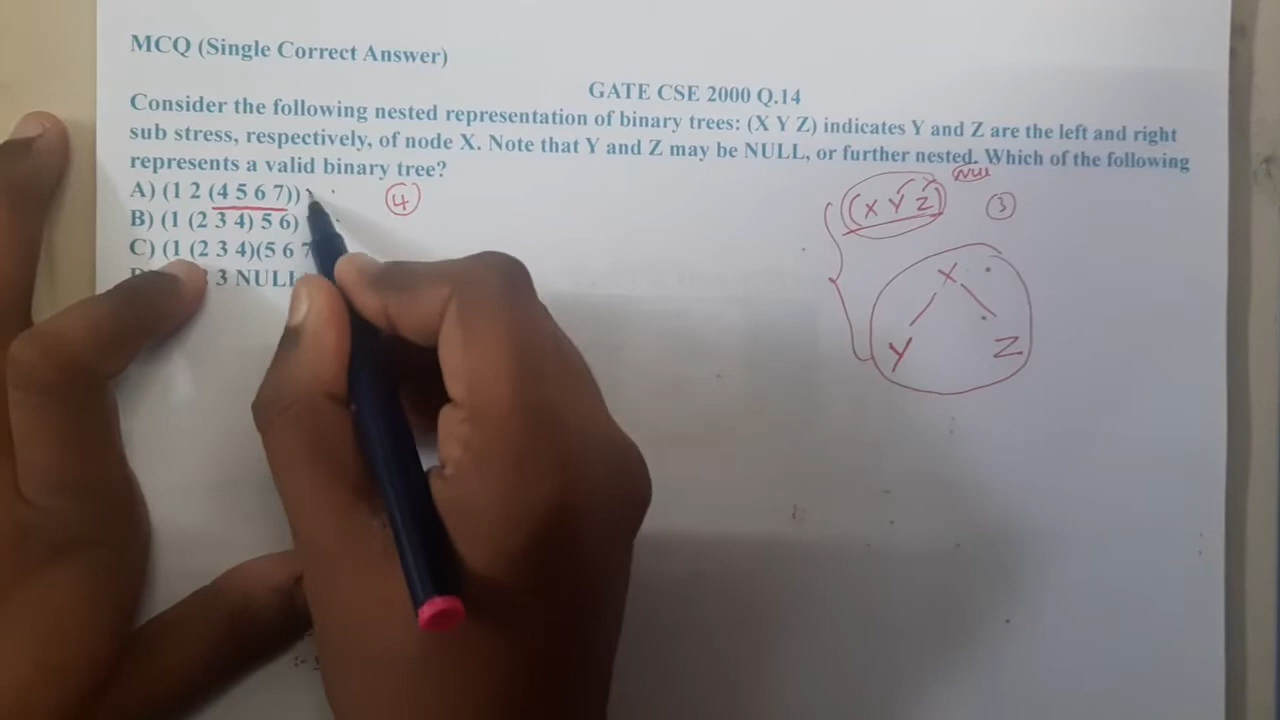 MCQ (Single Correct Answer)
GATE CSE 2000 Q.14
Consider the following nested representation of binary trees: (X Y Z) indicates Y and Z are the left and right
sub stress, respectively, of node X. Note that Y and Z may be NULL, or further nested. Which of the following
represents a valid binary tree?
A) (1 2 (4 5 6 7))
B) (1 (2 3 4) 5 6)
C) (1 (2 3 4)(5 6 7
3 NULL
4
NULL
(X Y Z)
3
X
Y Z